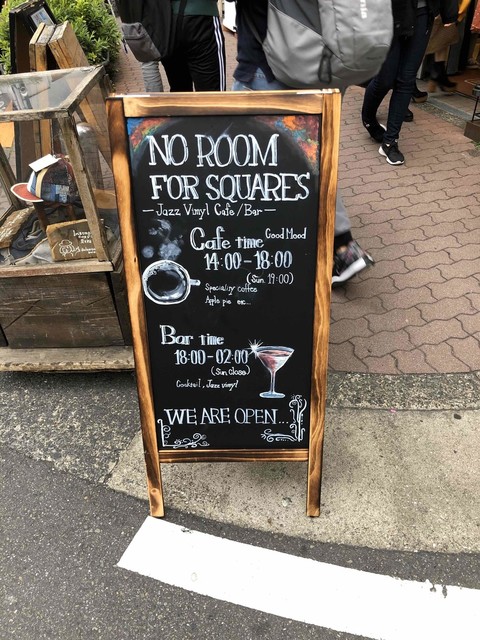 NO ROOM
FOR SQUARES
— Jazz Vinyl Cafe / Bar —
Cafe time Good Mood
14:00-18:00
(Sun. 19:00)
Speciality coffee
Apple pie etc...
Bar time
18:00-02:00
(Sun. Close)
Cocktail, Jazz vinyl
WE ARE OPEN...